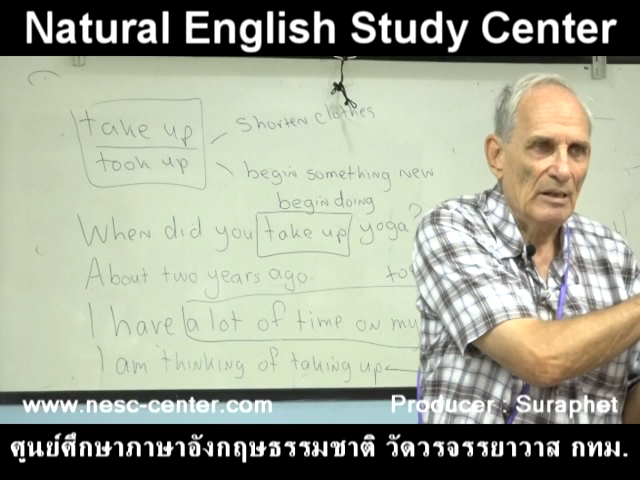 Natural English Study Center
take up
took up
shorten clothes
begin something new
begin doing
When did you take up yoga?
About two years ago
I have a lot of time on my
I am thinking of taking up
www.nesc-center.com
Producer : Suraphet
ศูนย์ศึกษาภาษาอังกฤษธรรมชาติ วัดวรจรรยาวาส กทม.